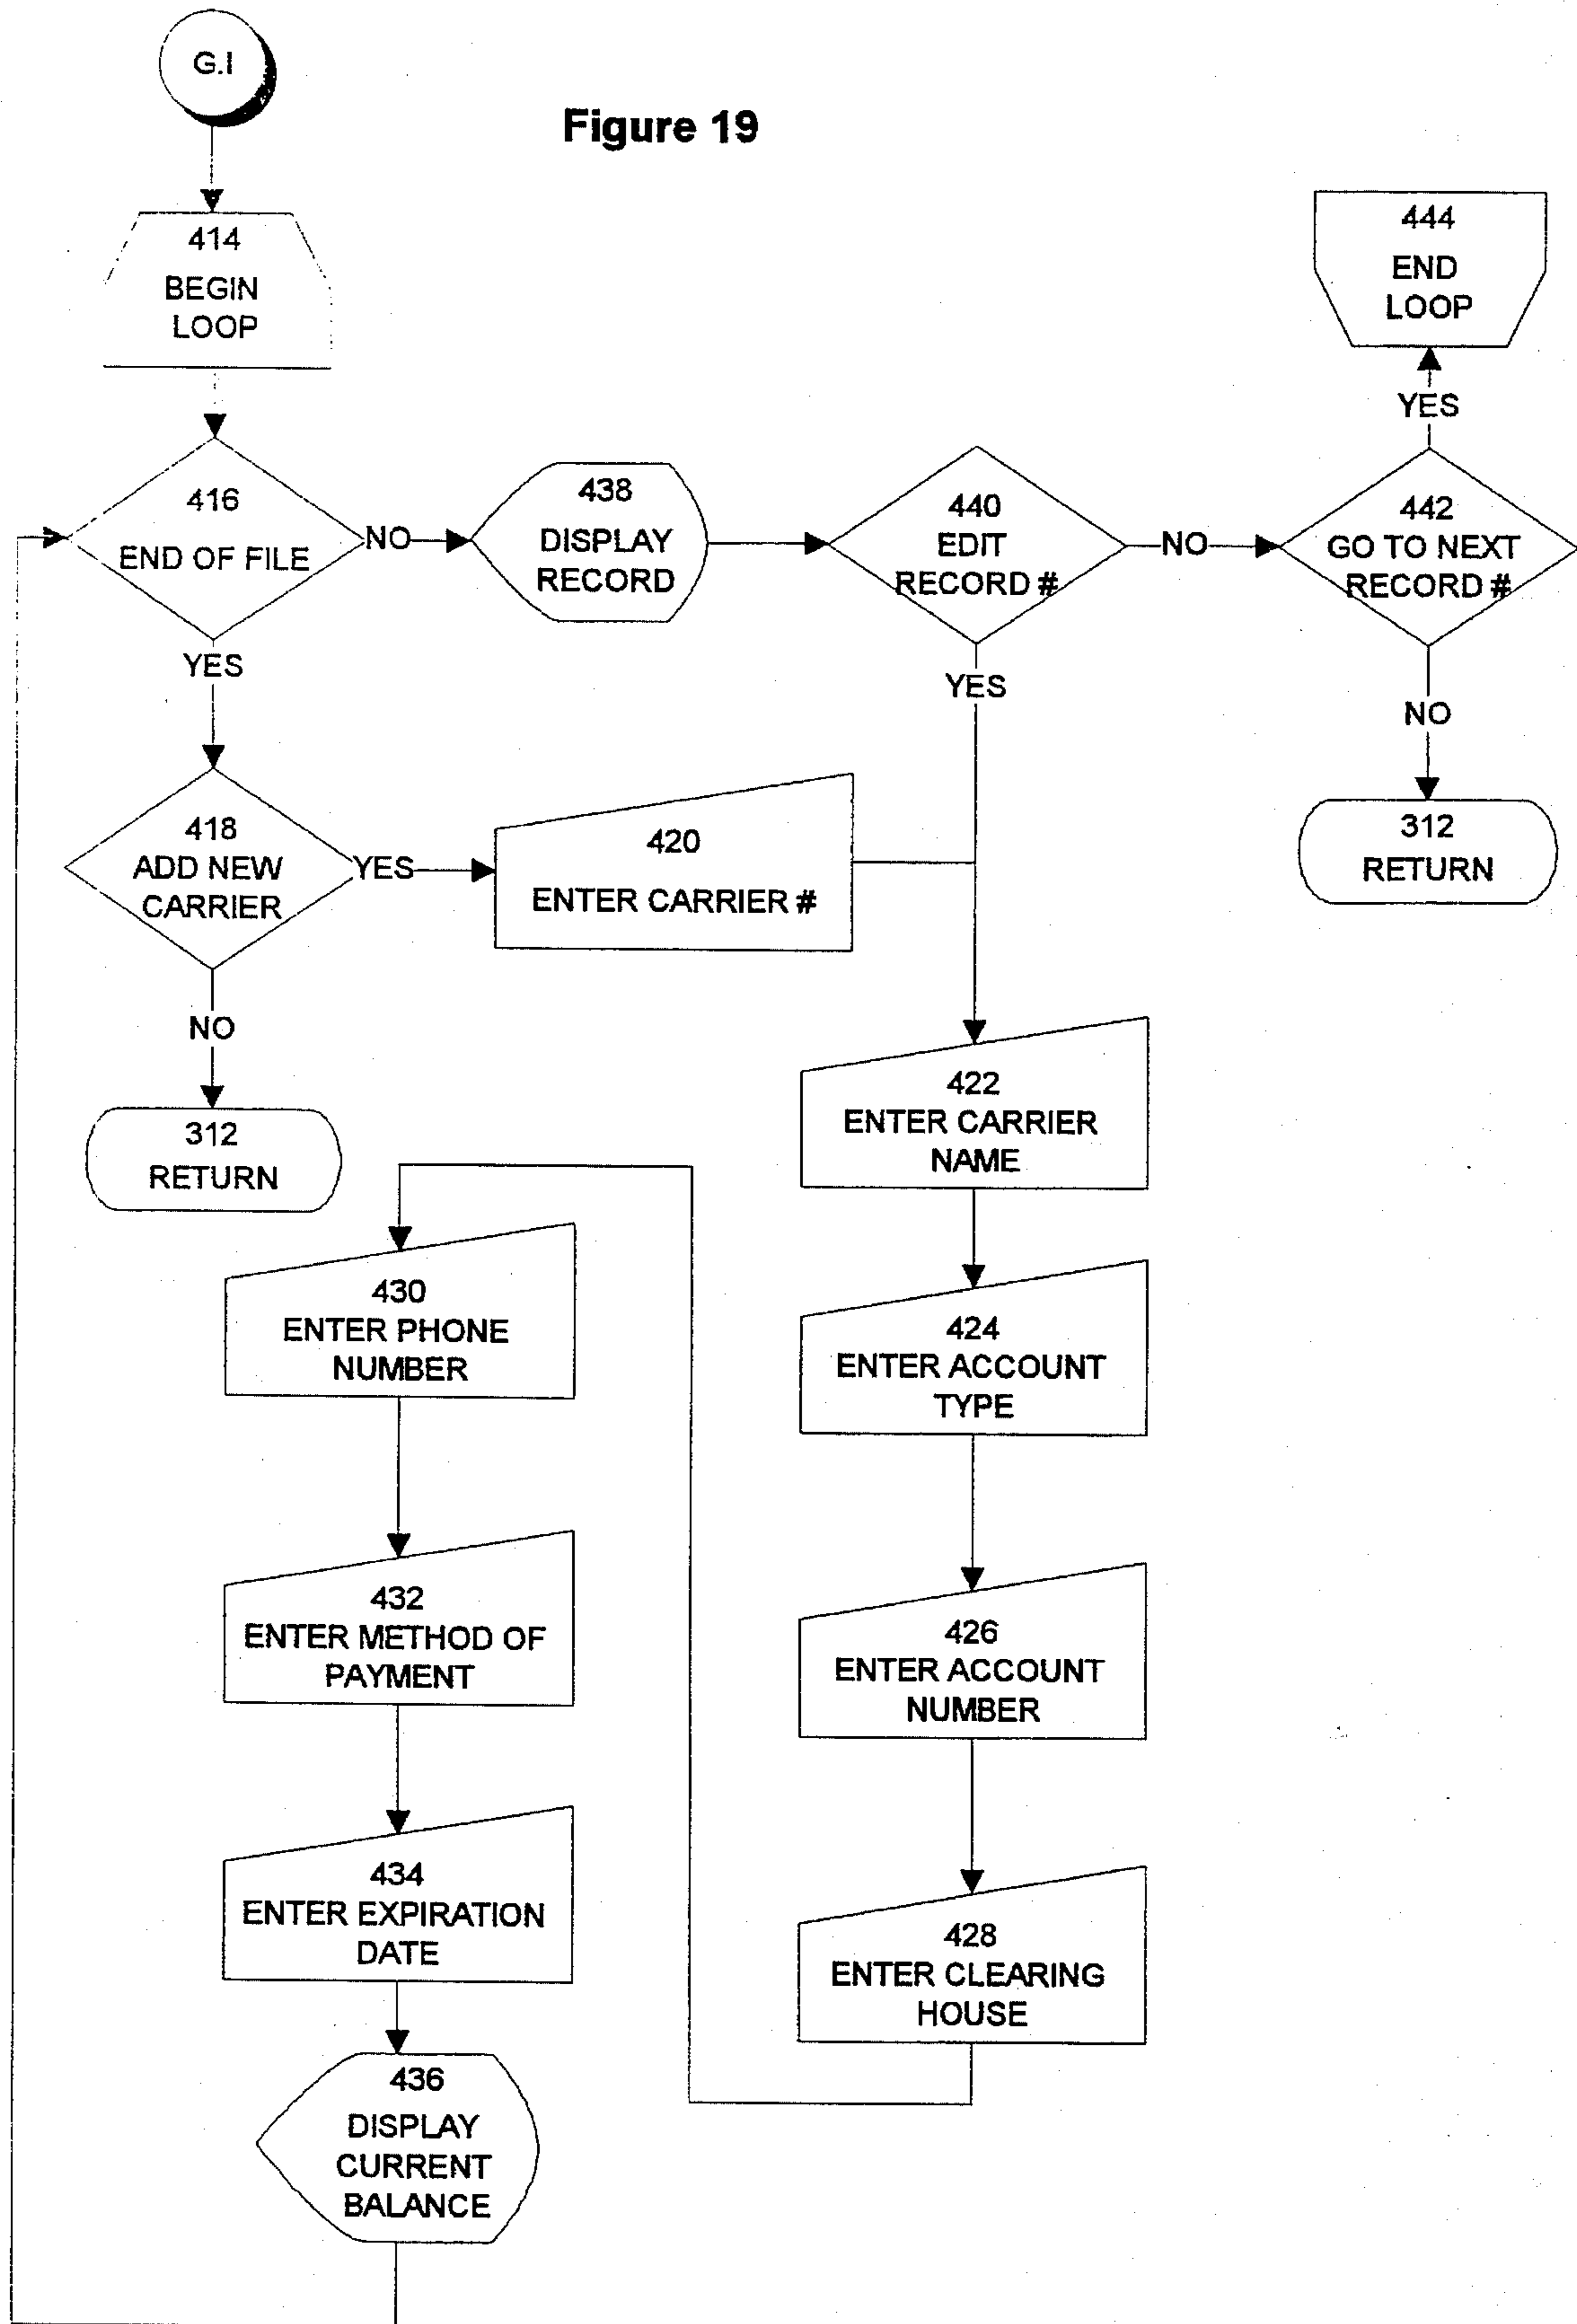 G.I
Figure 19
414
BEGIN
LOOP
444
END
LOOP
YES
416
END OF FILE
NO
438
DISPLAY
RECORD
440
EDIT
RECORD #
NO
442
GO TO NEXT
RECORD #
YES
YES
NO
418
ADD NEW
CARRIER
YES
420
ENTER CARRIER #
312
RETURN
NO
312
RETURN
422
ENTER CARRIER
NAME
424
ENTER ACCOUNT
TYPE
426
ENTER ACCOUNT
NUMBER
428
ENTER CLEARING
HOUSE
430
ENTER PHONE
NUMBER
432
ENTER METHOD OF
PAYMENT
434
ENTER EXPIRATION
DATE
436
DISPLAY
CURRENT
BALANCE